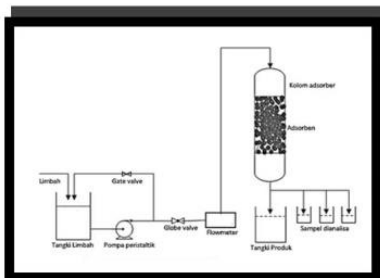 Kolom adsorber
Adsorben
Limbah
Gate valve
Globe valve
Flowmeter
Tangki Limbah
Pompa peristaltik
Tangki Produk
Sampel dianalisa